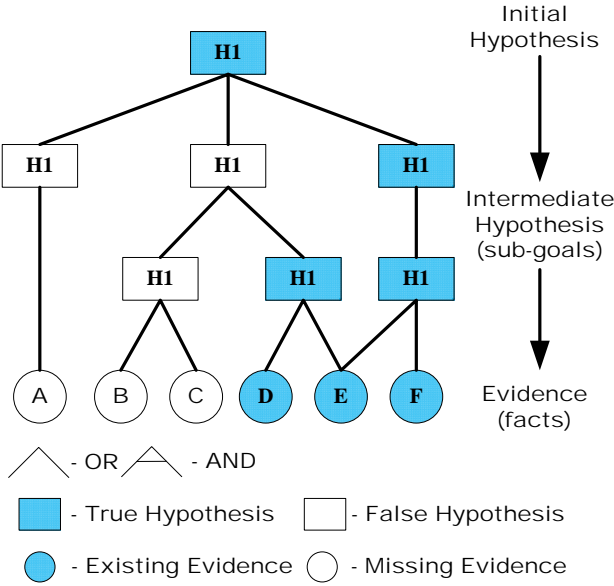 Initial
Hypothesis
H1
H1
H1
H1
Intermediate
Hypothesis
(sub-goals)
H1
H1
H1
A
B
C
D
E
F
Evidence
(facts)
- OR
- AND
- True Hypothesis
- False Hypothesis
- Existing Evidence
- Missing Evidence